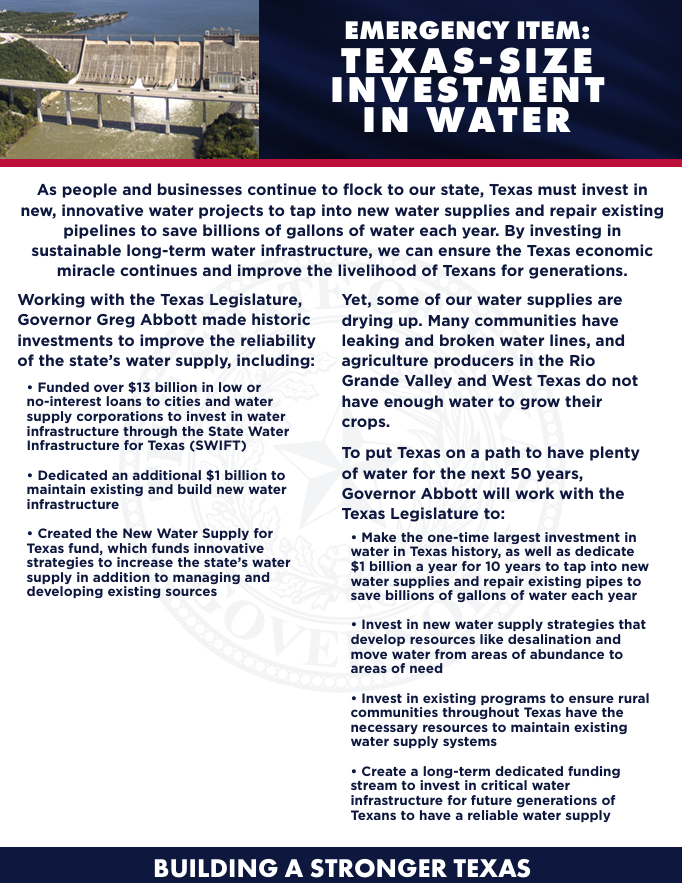 EMERGENCY ITEM:
TEXAS-SIZE
INVESTMENT
IN WATER
As people and businesses continue to flock to our state, Texas must invest in
new, innovative water projects to tap into new water supplies and repair existing
pipelines to save billions of gallons of water each year. By investing in
sustainable long-term water infrastructure, we can ensure the Texas economic
miracle continues and improve the livelihood of Texans for generations.
Working with the Texas Legislature,
Governor Greg Abbott made historic
investments to improve the reliability
of the state’s water supply, including:
• Funded over $13 billion in low or
no-interest loans to cities and water
supply corporations to invest in water
infrastructure through the State Water
Infrastructure for Texas (SWIFT)
• Dedicated an additional $1 billion to
maintain existing and build new water
infrastructure
• Created the New Water Supply for
Texas fund, which funds innovative
strategies to increase the state’s water
supply in addition to managing and
developing existing sources
Yet, some of our water supplies are
drying up. Many communities have
leaking and broken water lines, and
agriculture producers in the Rio
Grande Valley and West Texas do not
have enough water to grow their
crops.
To put Texas on a path to have plenty
of water for the next 50 years,
Governor Abbott will work with the
Texas Legislature to:
• Make the one-time largest investment in
water in Texas history, as well as dedicate
$1 billion a year for 10 years to tap into new
water supplies and repair existing pipes to
save billions of gallons of water each year
• Invest in new water supply strategies that
develop resources like desalination and
move water from areas of abundance to
areas of need
• Invest in existing programs to ensure rural
communities throughout Texas have the
necessary resources to maintain existing
water supply systems
• Create a long-term dedicated funding
stream to invest in critical water
infrastructure for future generations of
Texans to have a reliable water supply
BUILDING A STRONGER TEXAS